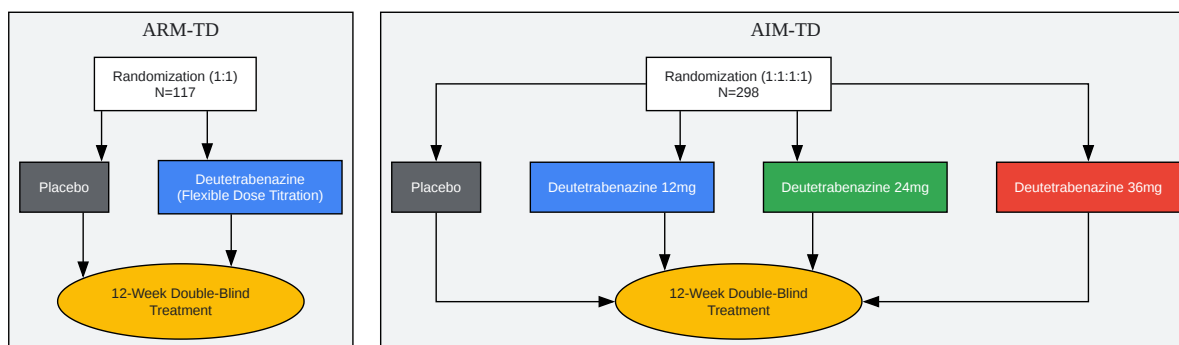 ARM-TD
Randomization (1:1)
N=117
Placebo
Deutetrabenazine
(Flexible Dose Titration)
12-Week Double-Blind
Treatment
AIM-TD
Randomization (1:1:1:1)
N=298
Placebo
Deutetrabenazine 12mg
Deutetrabenazine 24mg
Deutetrabenazine 36mg
12-Week Double-Blind
Treatment